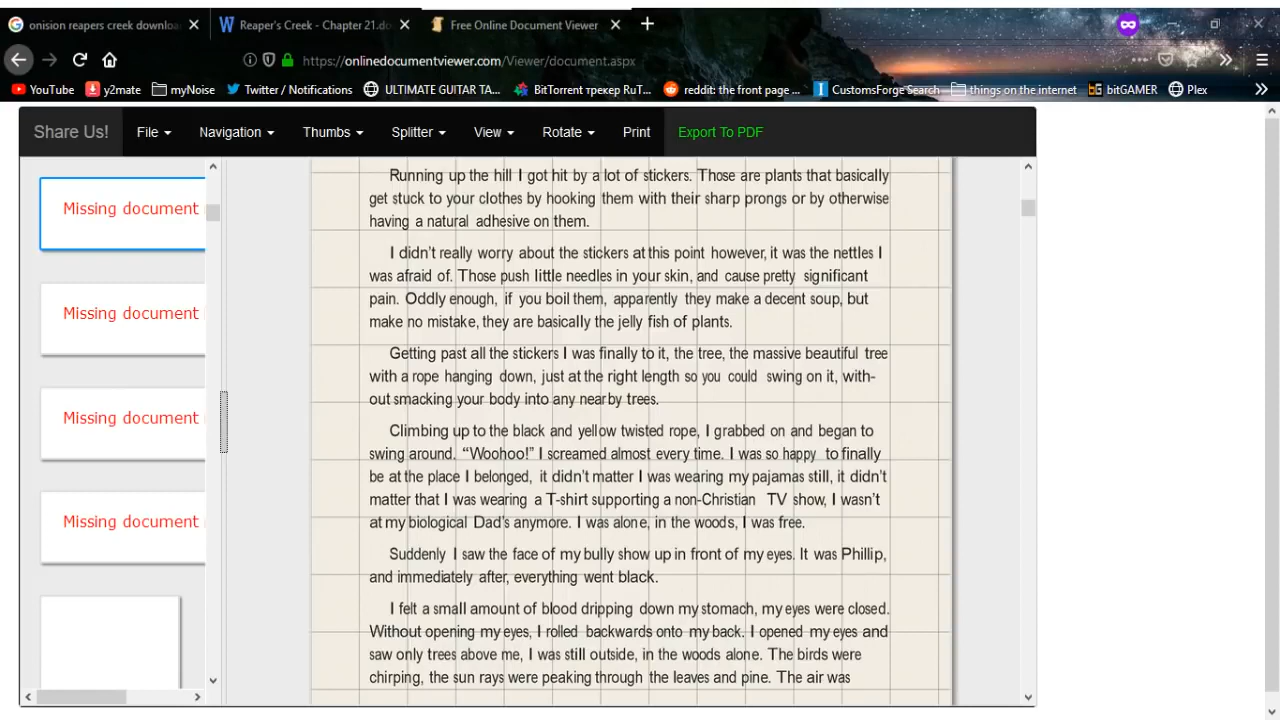 onision reapers creek downloa
Reaper's Creek - Chapter 21.do
Free Online Document Viewer
https://onlinedocumentviewer.com/Viewer/document.aspx
YouTube
y2mate
myNoise
Twitter / Notifications
ULTIMATE GUITAR TA...
BitTorrent трекер RuT...
reddit: the front page ...
CustomsForge Search
things on the internet
bitGAMER
Plex
Share Us!
File
Navigation
Thumbs
Splitter
View
Rotate
Print
Export To PDF
Missing document
Missing document
Missing document
Missing document
Running up the hill I got hit by a lot of stickers. Those are plants that basically
get stuck to your clothes by hooking them with their sharp prongs or by otherwise
having a natural adhesive on them.
I didn't really worry about the stickers at this point however, it was the nettles I
was afraid of. Those push little needles in your skin, and cause pretty significant
pain. Oddly enough, if you boil them, apparently they make a decent soup, but
make no mistake, they are basically the jelly fish of plants.
Getting past all the stickers I was finally to it, the tree, the massive beautiful tree
with a rope hanging down, just at the right length so you could swing on it, with-
out smacking your body into any nearby trees.
Climbing up to the black and yellow twisted rope, I grabbed on and began to
swing around. “Woohoo!” I screamed almost every time. I was so happy to finally
be at the place I belonged, it didn't matter I was wearing my pajamas still, it didn't
matter that I was wearing a T-shirt supporting a non-Christian TV show, I wasn't
at my biological Dad's anymore. I was alone, in the woods, I was free.
Suddenly I saw the face of my bully show up in front of my eyes. It was Phillip,
and immediately after, everything went black.
I felt a small amount of blood dripping down my stomach, my eyes were closed.
Without opening my eyes, I rolled backwards onto my back. I opened my eyes and
saw only trees above me, I was still outside, in the woods alone. The birds were
chirping, the sun rays were peaking through the leaves and pine. The air was